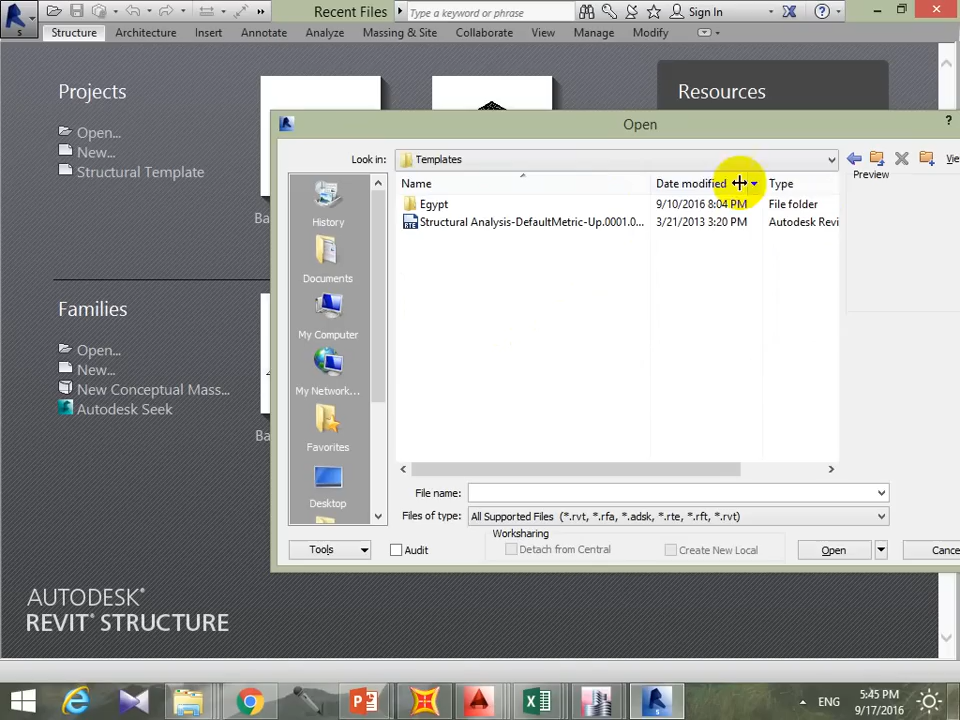 Recent Files
Type a keyword or phrase
Sign In
Structure
Architecture
Insert
Annotate
Analyze
Massing & Site
Collaborate
View
Manage
Modify
Projects
Open...
New...
Structural Template
Resources
Ba
Families
Open...
New...
New Conceptual Mass...
Autodesk Seek
Ba
Open
?
Look in:
Templates
Vie
Preview
Name
Date modified
Type
Egypt
9/10/2016 8:04 PM
File folder
Structural Analysis-DefaultMetric-Up.0001.0...
3/21/2013 3:20 PM
Autodesk Revi
History
Documents
My Computer
My Network...
Favorites
Desktop
File name:
Files of type:
All Supported Files (*.rvt, *.rfa, *.adsk, *.rte, *.rft, *.rvt)
Worksharing
Tools
Audit
Detach from Central
Create New Local
Open
Cance
AUTODESK®
REVIT® STRUCTURE
ENG
5:45 PM
9/17/2016